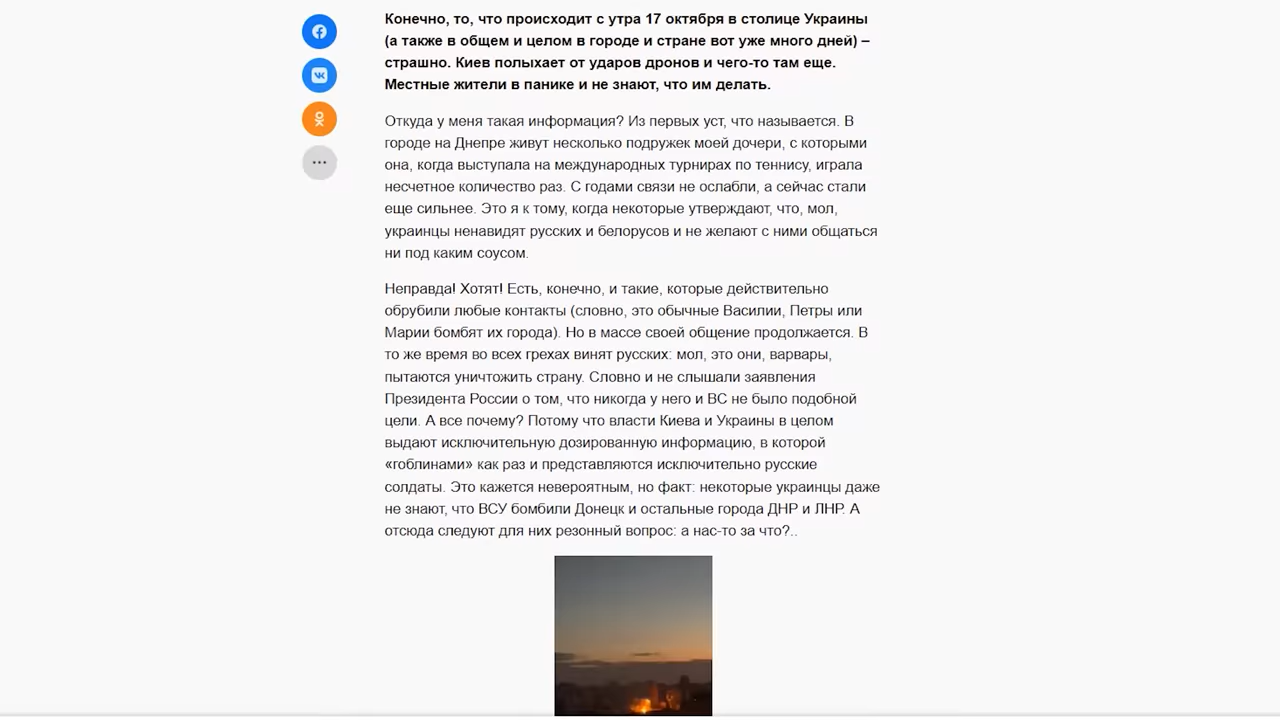 Конечно, то, что происходит с утра 17 октября в столице Украины
(а также в общем и целом в городе и стране вот уже много дней) –
страшно. Киев полыхает от ударов дронов и чего-то там еще.
Местные жители в панике и не знают, что им делать.
Откуда у меня такая информация? Из первых уст, что называется. В
городе на Днепре живут несколько подружек моей дочери, с которыми
она, когда выступала на международных турнирах по теннису, играла
несчетное количество раз. С годами связи не ослабли, а сейчас стали
еще сильнее. Это я к тому, когда некоторые утверждают, что, мол,
украинцы ненавидят русских и белорусов и не желают с ними общаться
ни под каким соусом.
Неправда! Хотят! Есть, конечно, и такие, которые действительно
обрубили любые контакты (словно, это обычные Василии, Петры или
Марии бомбят их города). Но в массе своей общение продолжается. В
то же время во всех грехах винят русских: мол, это они, варвары,
пытаются уничтожить страну. Словно и не слышали заявления
Президента России о том, что никогда у него и ВС не было подобной
цели. А все почему? Потому что власти Киева и Украины в целом
выдают исключительную дозированную информацию, в которой
«гоблинами» как раз и представляются исключительно русские
солдаты. Это кажется невероятным, но факт: некоторые украинцы даже
не знают, что ВСУ бомбили Донецк и остальные города ДНР и ЛНР. А
отсюда следуют для них резонный вопрос: а нас-то за что?..